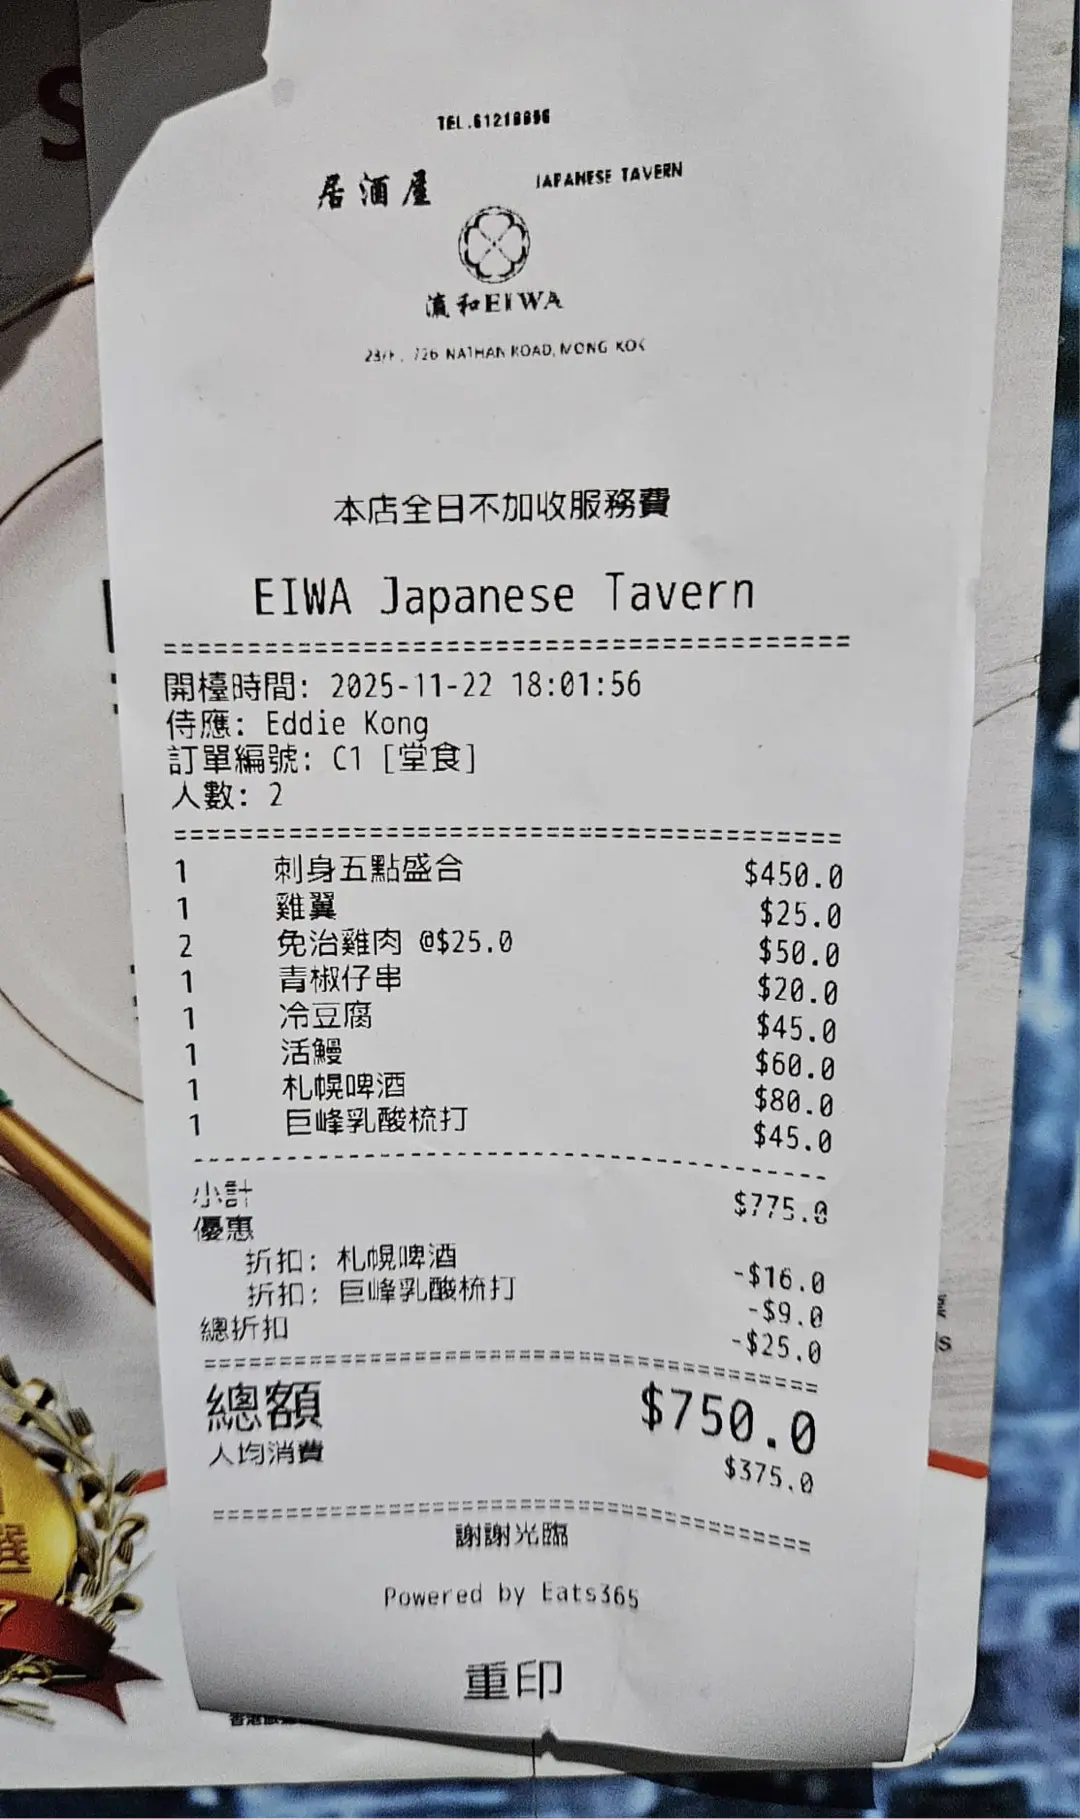 TEL.61218856
居酒屋 JAPANESE TAVERN
瀛和EIWA
23/F., 726 NATHAN ROAD, MONG KOK
本店全日不加收服務費
EIWA Japanese Tavern
==========================================
開檯時間: 2025-11-22 18:01:56
侍應: Eddie Kong
訂單編號: C1 [堂食]
人數: 2
==========================================
1 刺身五點盛合 $450.0
1 雞翼 $25.0
2 免治雞肉 @$25.0 $50.0
1 青椒仔串 $20.0
1 冷豆腐 $45.0
1 活鰻 $60.0
1 札幌啤酒 $80.0
1 巨峰乳酸梳打 $45.0
------------------------------------------
小計 $775.0
優惠
折扣: 札幌啤酒 -$16.0
折扣: 巨峰乳酸梳打 -$9.0
總折扣 -$25.0
==========================================
總額 $750.0
人均消費 $375.0
==========================================
謝謝光臨
Powered by Eats365
重印